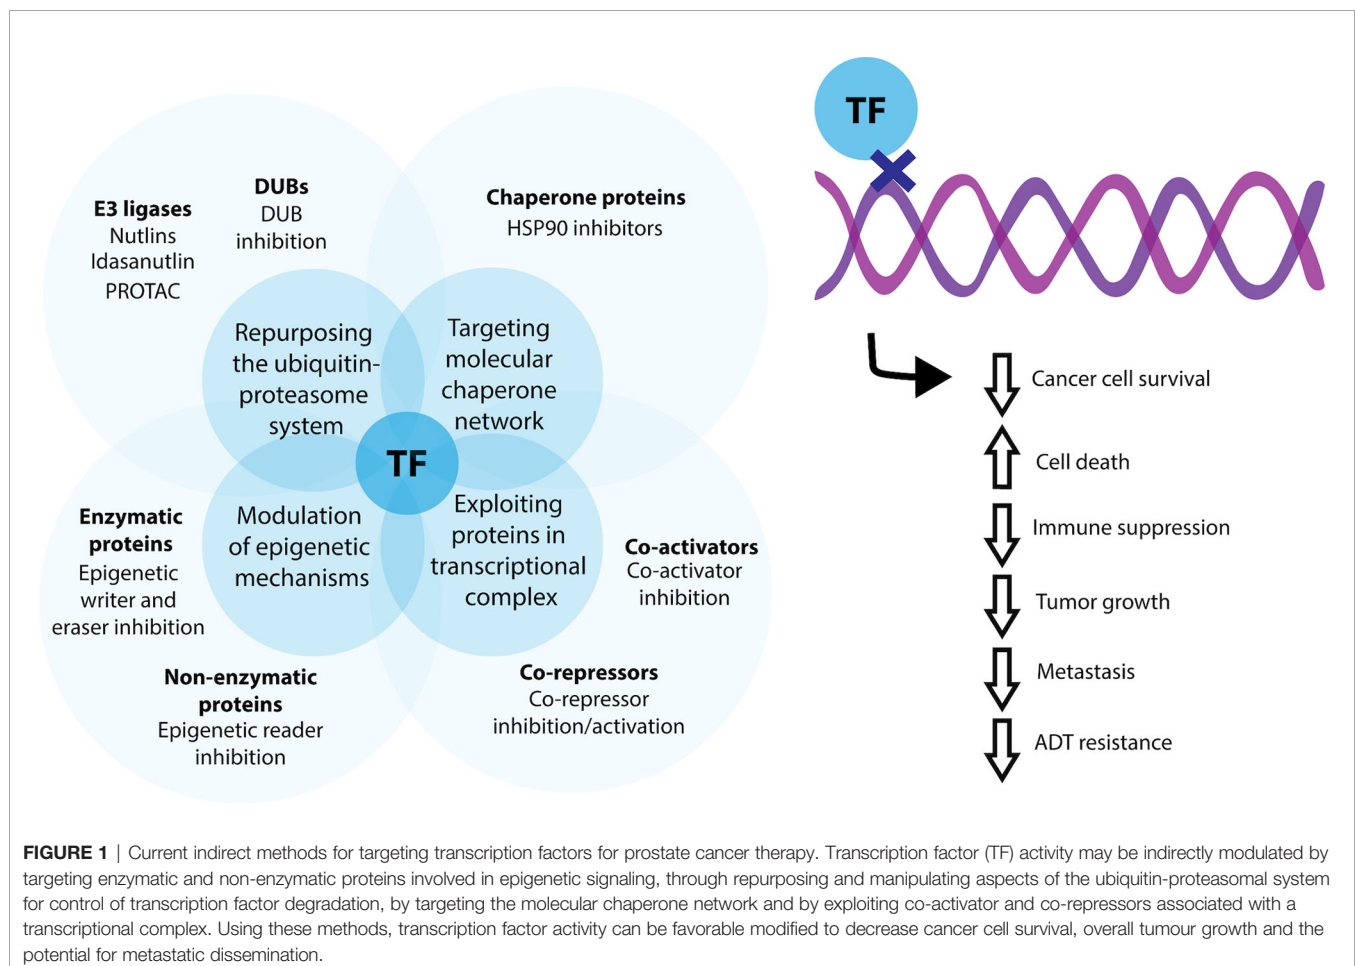 E3 ligases
Nutlins
Idasanutlin
PROTAC
DUBs
DUB
inhibition
Chaperone proteins
HSP90 inhibitors
Repurposing
the ubiquitin-
proteasome
system
Targeting
molecular
chaperone
network
TF
Modulation
of epigenetic
mechanisms
Exploiting
proteins in
transcriptional
complex
Enzymatic
proteins
Epigenetic
writer and
eraser inhibition
Non-enzymatic
proteins
Epigenetic reader
inhibition
Co-activators
Co-activator
inhibition
Co-repressors
Co-repressor
inhibition/activation
TF
Cancer cell survival
Cell death
Immune suppression
Tumor growth
Metastasis
ADT resistance
FIGURE 1 | Current indirect methods for targeting transcription factors for prostate cancer therapy. Transcription factor (TF) activity may be indirectly modulated by
targeting enzymatic and non-enzymatic proteins involved in epigenetic signaling, through repurposing and manipulating aspects of the ubiquitin-proteasomal system
for control of transcription factor degradation, by targeting the molecular chaperone network and by exploiting co-activator and co-repressors associated with a
transcriptional complex. Using these methods, transcription factor activity can be favorable modified to decrease cancer cell survival, overall tumour growth and the
potential for metastatic dissemination.